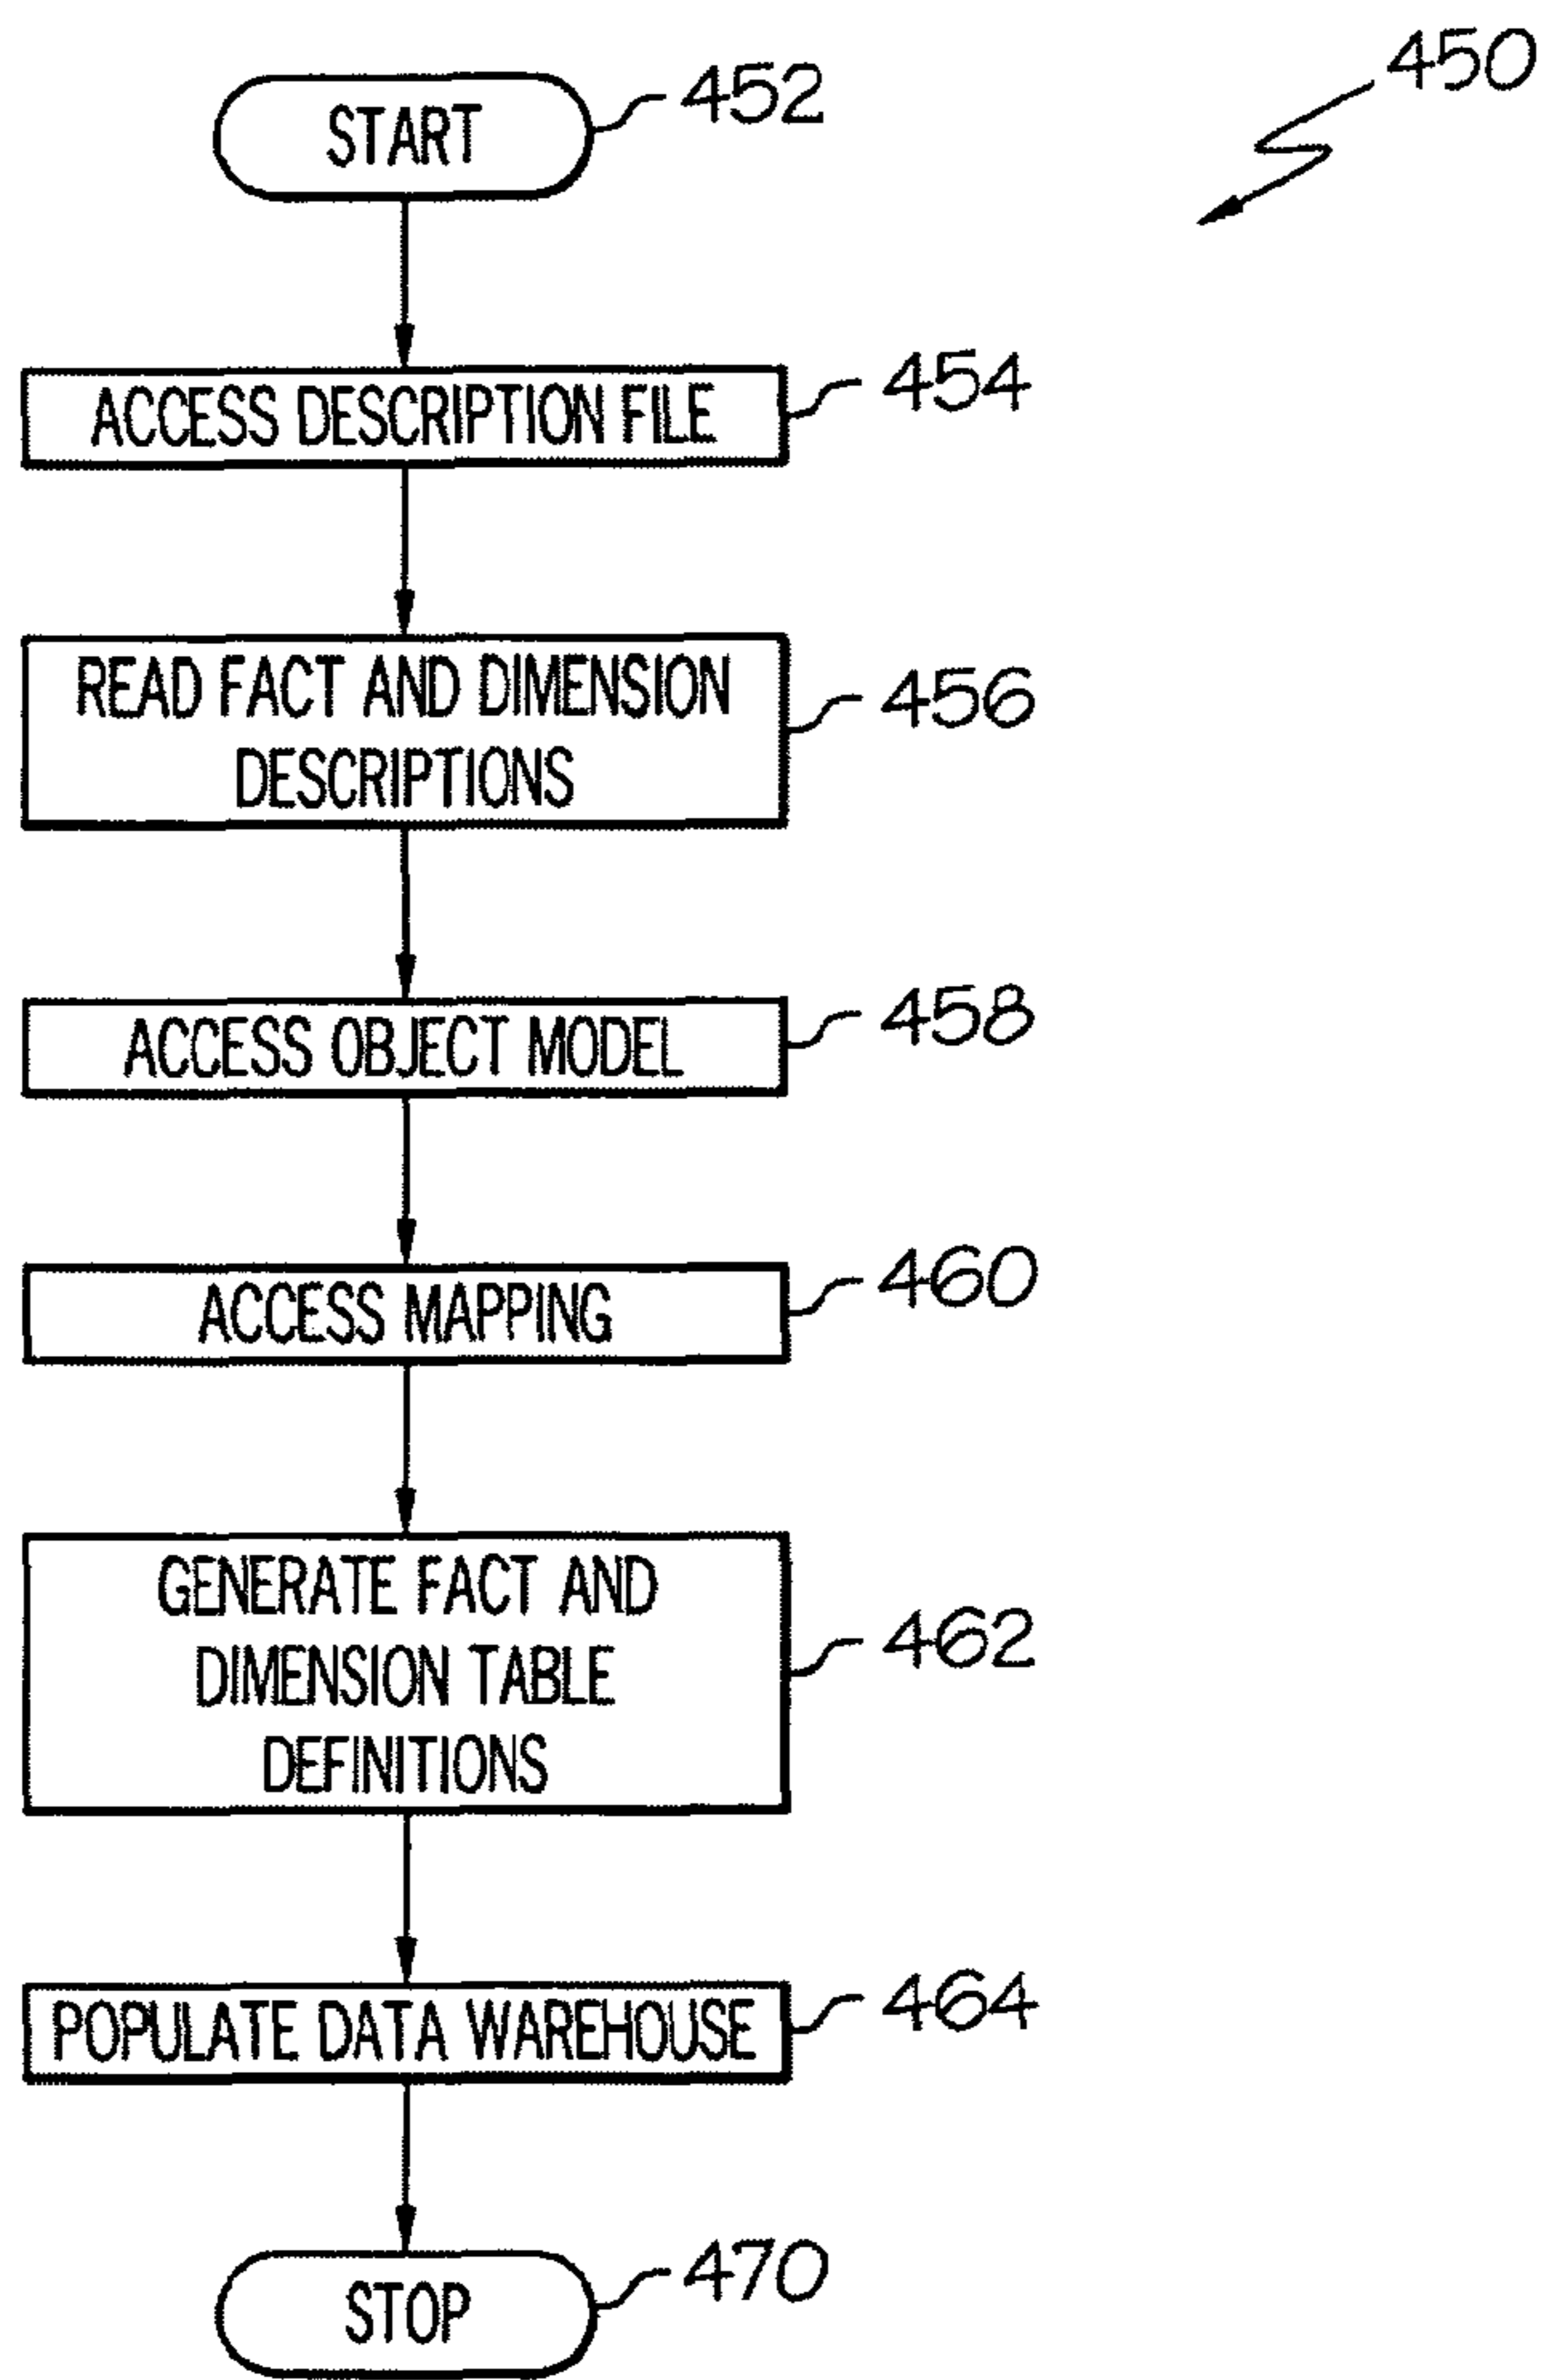 450
START
452
ACCESS DESCRIPTION FILE
454
READ FACT AND DIMENSION
DESCRIPTIONS
456
ACCESS OBJECT MODEL
458
ACCESS MAPPING
460
GENERATE FACT AND
DIMENSION TABLE
DEFINITIONS
462
POPULATE DATA WAREHOUSE
464
STOP
470